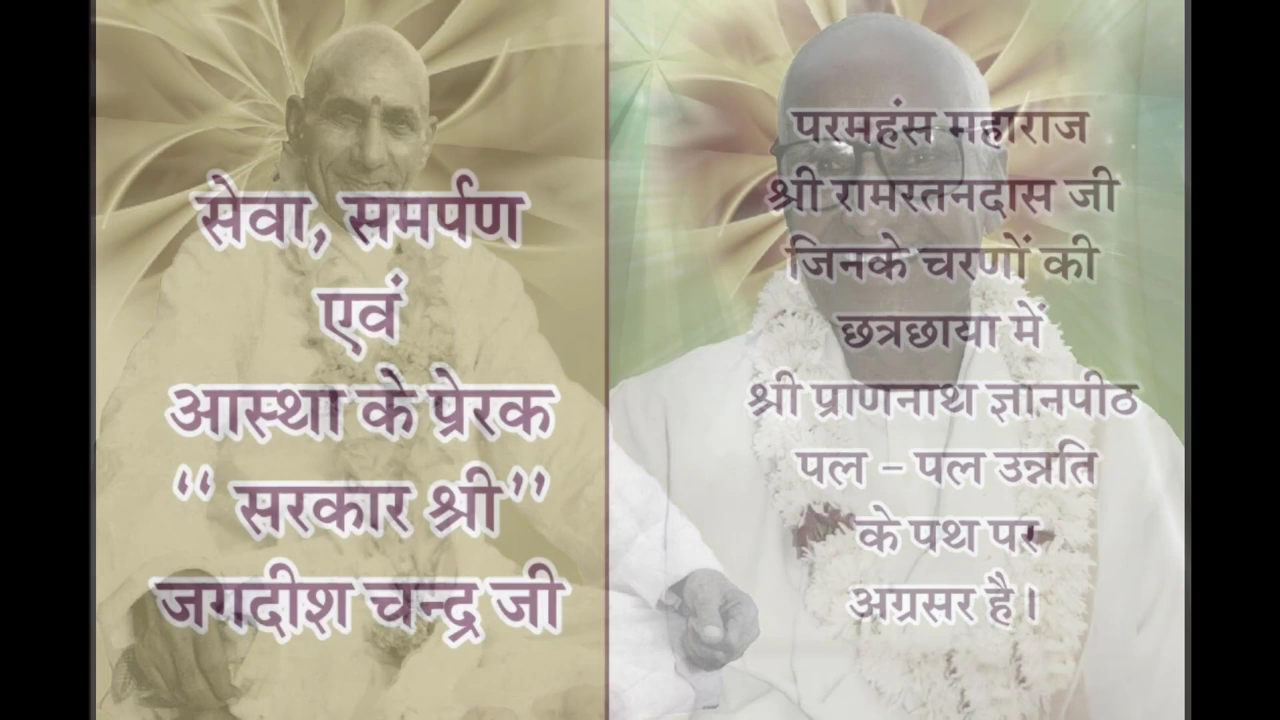 सेवा, समर्पण
एवं
आस्था के प्रेरक
“ सरकार श्री”
जगदीश चन्द्र जी
परमहंस महाराज
श्री रामरतनदास जी
जिनके चरणों की
छत्रछाया में
श्री प्राणनाथ ज्ञानपीठ
पल – पल उन्नति
के पथ पर
अग्रसर है।